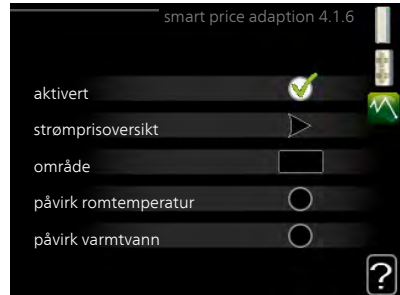 smart price adaption 4.1.6
aktivert
strømprisoversikt
område
påvirk romtemperatur
påvirk varmtvann
?